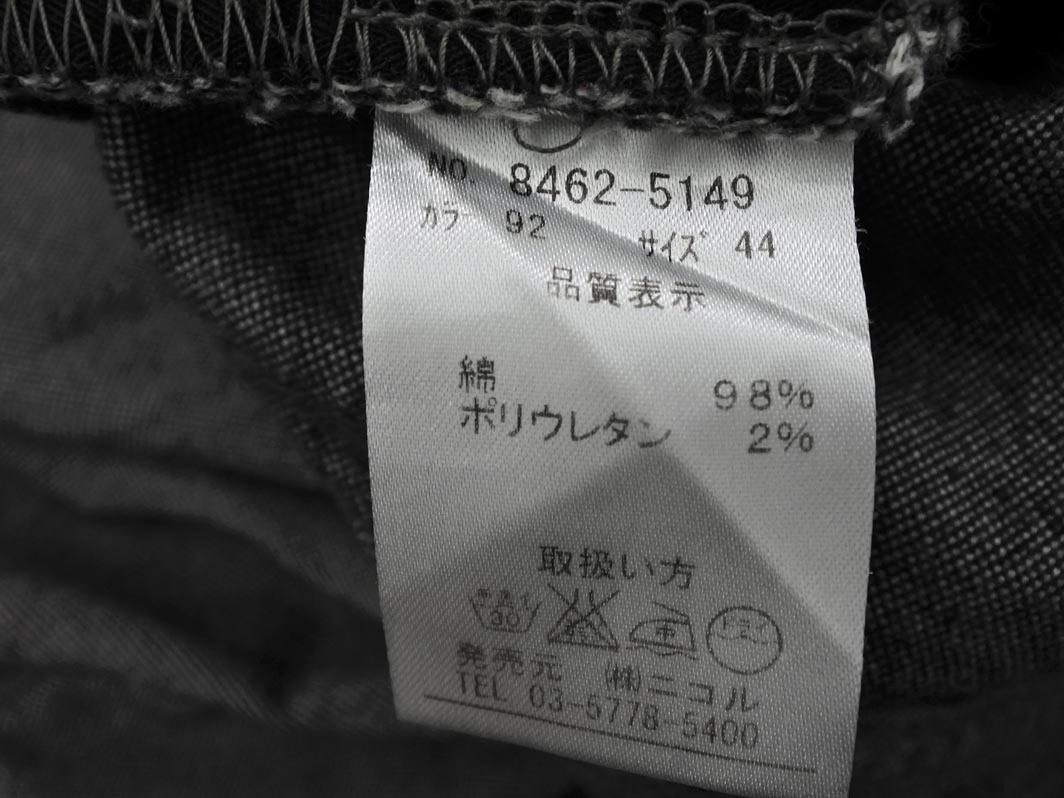 NO. 8462-5149
カラー 92 サイズ 44
品質表示
綿 98%
ポリウレタン 2%
取扱い方
30 中 ドライ
発売元 (株)ニコル
TEL 03-5778-5400